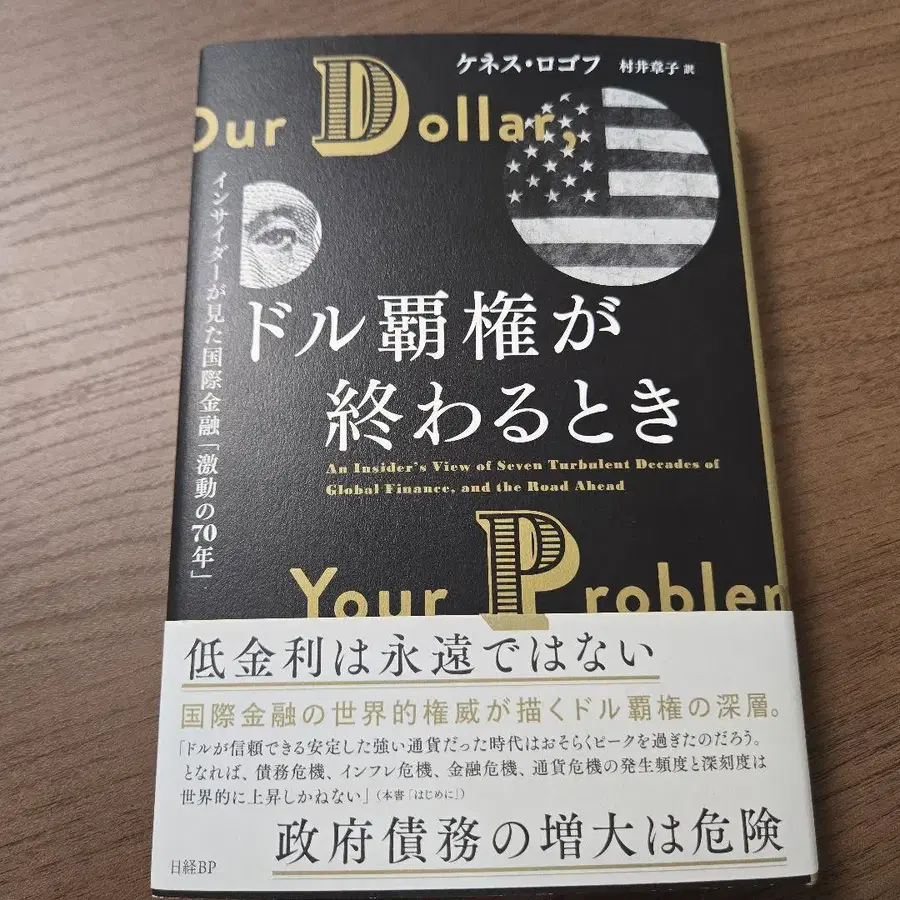 ケネス・ロゴフ 村井章子 訳
Our Dollar,
インサイダーが見た国際金融「激動の70年」
ドル覇権が
終わるとき
An Insider's View of Seven Turbulent Decades of
Global Finance, and the Road Ahead
Your Problem
低金利は永遠ではない
国際金融の世界的権威が描くドル覇権の深層。
「ドルが信頼できる安定した強い通貨だった時代はおそらくピークを過ぎたのだろう。
となれば、債務危機、インフレ危機、金融危機、通貨危機の発生頻度と深刻度は
世界的に上昇しかねない」(本書「はじめに」)
政府債務の増大は危険
日経BP